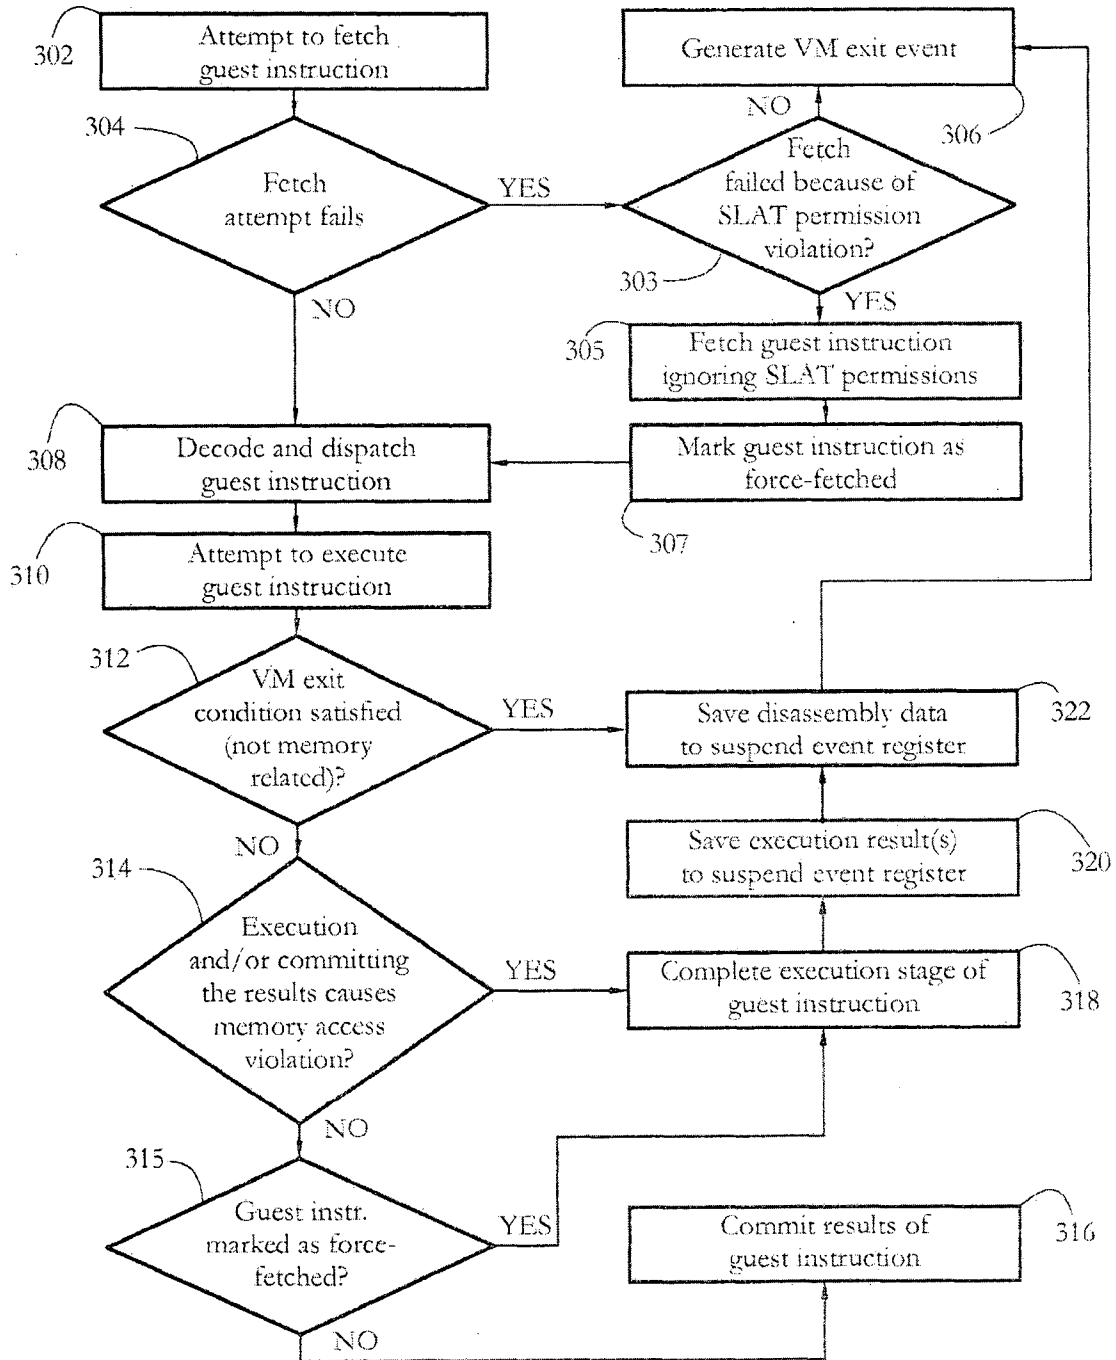 302
Attempt to fetch
guest instruction
Generate VM exit event
306
304
Fetch
attempt fails
YES
NO
Fetch
failed because of
SLAT permission
violation?
303
NO
YES
305
Fetch guest instruction
ignoring SLAT permissions
308
Decode and dispatch
guest instruction
Mark guest instruction as
force-fetched
307
310
Attempt to execute
guest instruction
312
VM exit
condition satisfied
(not memory
related)?
YES
Save disassembly data
to suspend event register
322
NO
314
Save execution result(s)
to suspend event register
320
Execution
and/or committing
the results causes
memory access
violation?
YES
Complete execution stage of
guest instruction
318
NO
315
Guest instr.
marked as force-
fetched?
YES
Commit results of
guest instruction
316
NO